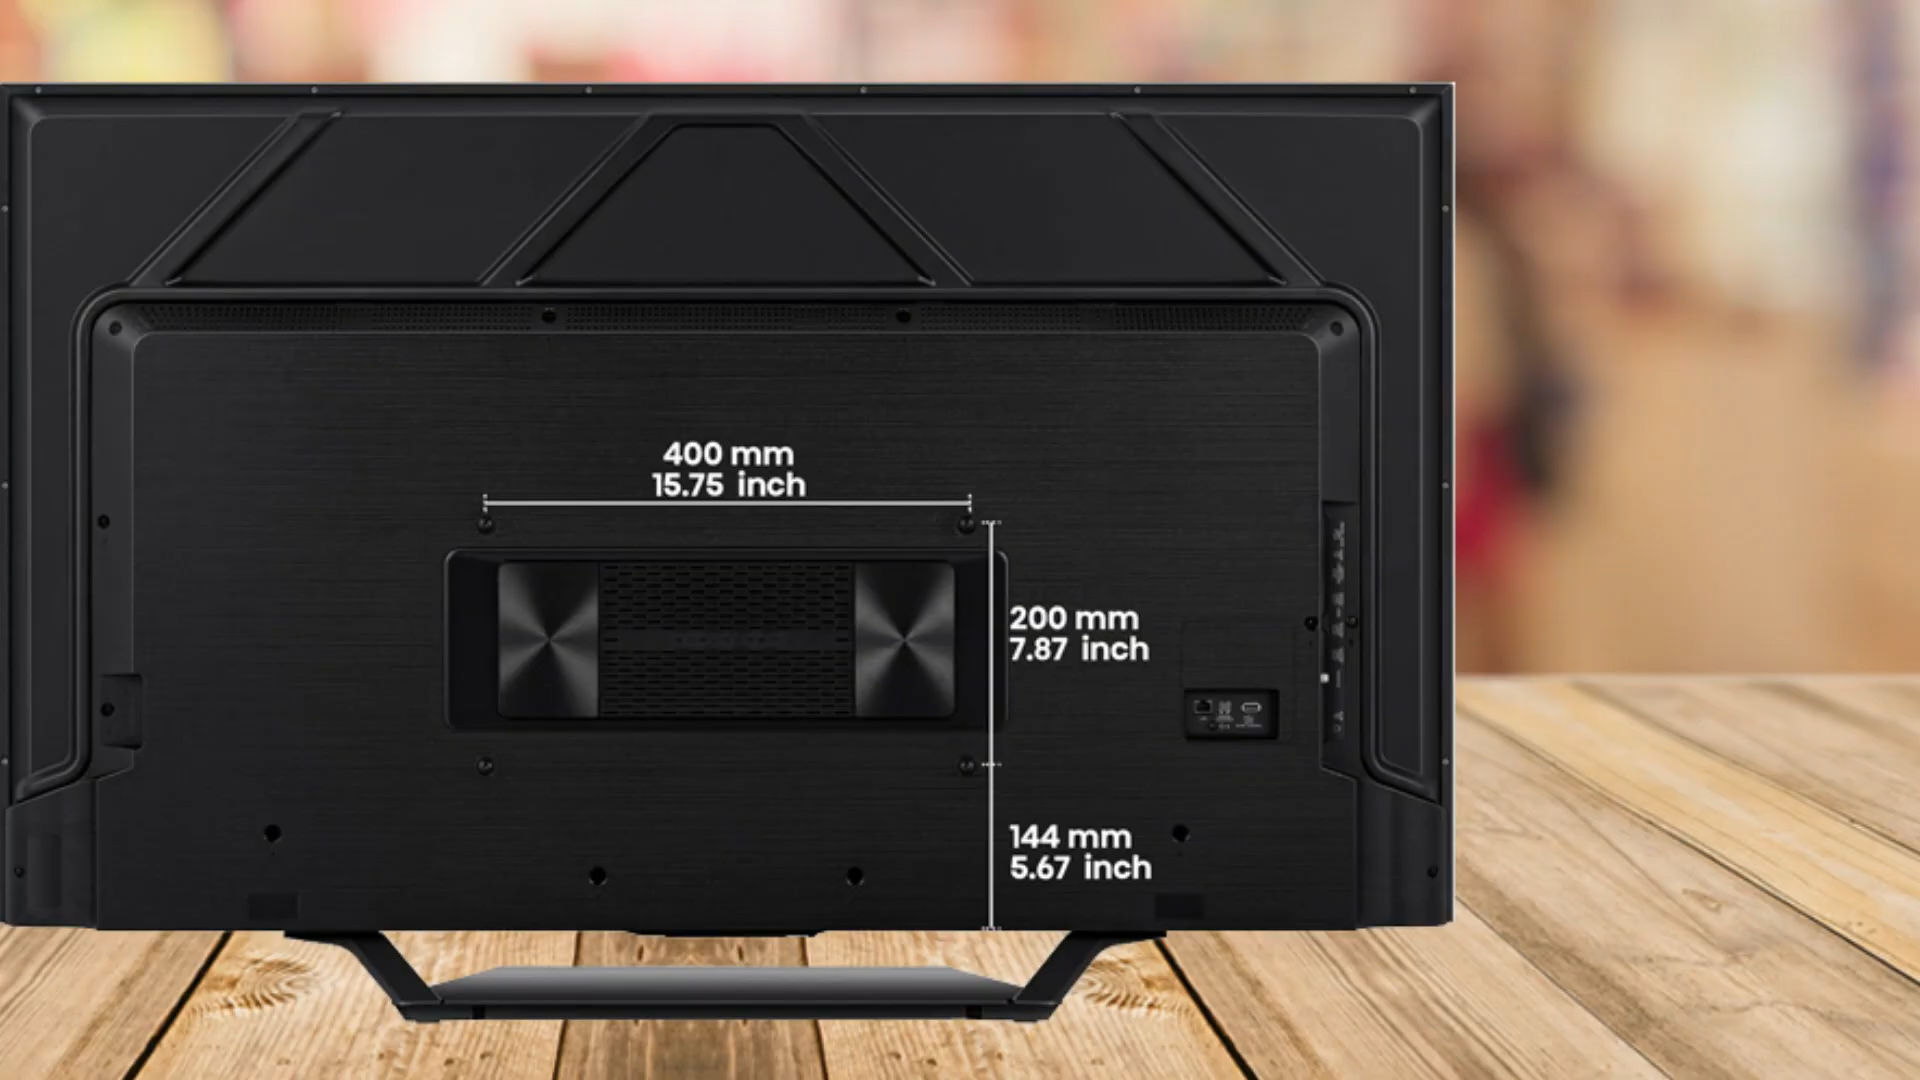 400 mm
15.75 inch
200 mm
7.87 inch
144 mm
5.67 inch